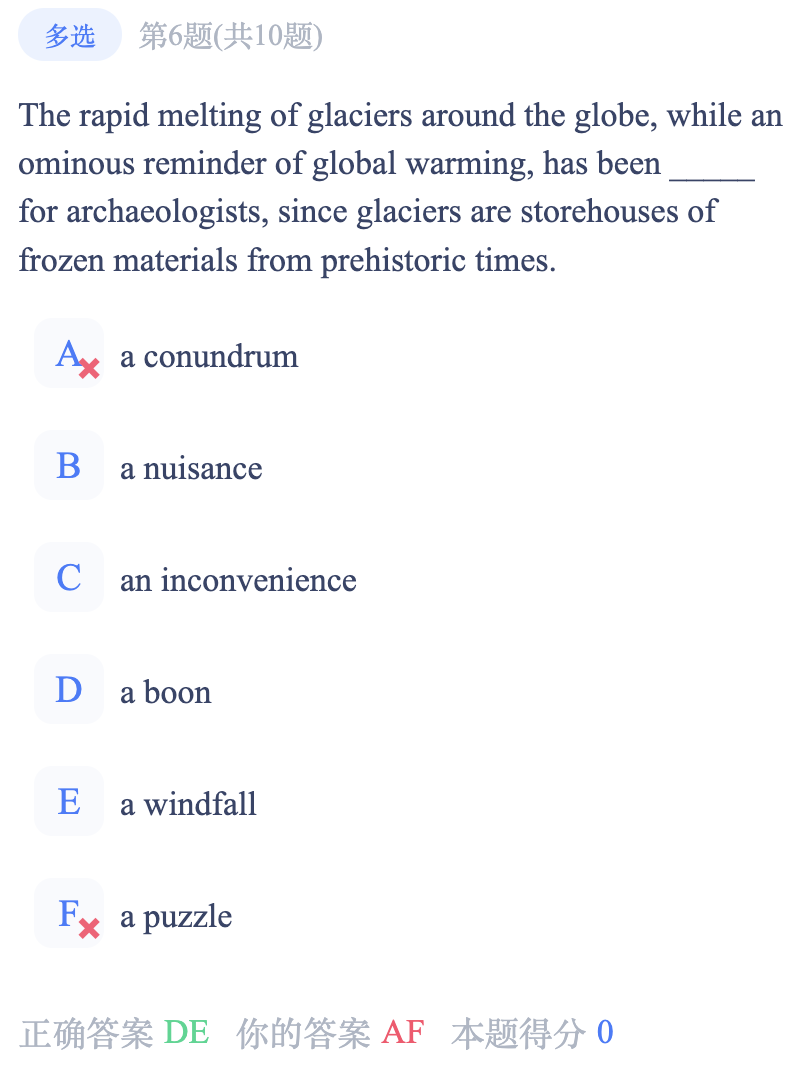 多选 第6题(共10题)
The rapid melting of glaciers around the globe, while an
ominous reminder of global warming, has been _____
for archaeologists, since glaciers are storehouses of
frozen materials from prehistoric times.
A a conundrum
B a nuisance
C an inconvenience
D a boon
E a windfall
F a puzzle
正确答案 DE 你的答案 AF 本题得分 0